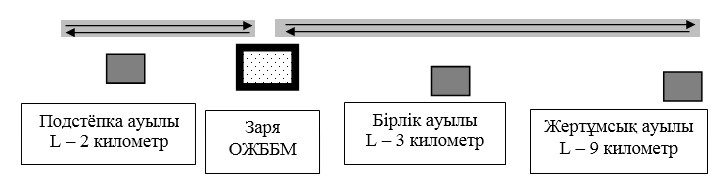 Подстёпка ауылы
L – 2 километр
Заря
ОЖББМ
Бірлік ауылы
L – 3 километр
Жертұмсық ауылы
L – 9 километр